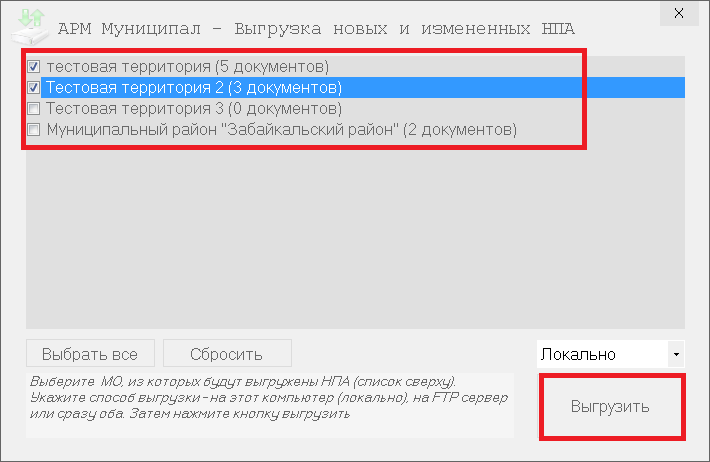 X
АРМ Муниципал - Выгрузка новых и измененных НПА
тестовая территория (5 документов)
Тестовая территория 2 (3 документов)
Тестовая территория 3 (0 документов)
Муниципальный район "Забайкальский район" (2 документов)
Выбрать все
Сбросить
Локально
Выберите МО, из которых будут выгружены НПА (список сверху).
Укажите способ выгрузки - на этот компьютер (локально), на FTP сервер
или сразу оба. Затем нажмите кнопку выгрузить
Выгрузить